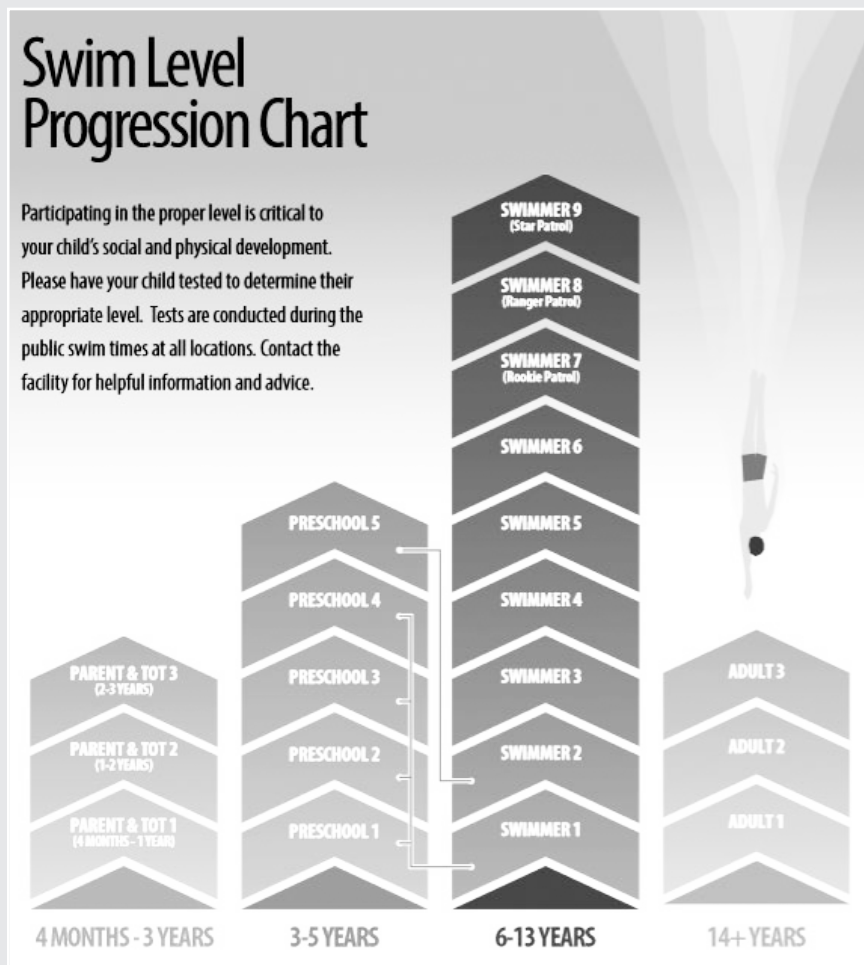 Swim Level
Progression Chart
Participating in the proper level is critical to
your child's social and physical development.
Please have your child tested to determine their
appropriate level. Tests are conducted during the
public swim times at all locations. Contact the
facility for helpful information and advice.
PARENT & TOT 3
(2-3 YEARS)
PARENT & TOT 2
(1-2 YEARS)
PARENT & TOT 1
(4 MONTHS - 1 YEAR)
4 MONTHS - 3 YEARS
PRESCHOOL 5
PRESCHOOL 4
PRESCHOOL 3
PRESCHOOL 2
PRESCHOOL 1
3-5 YEARS
SWIMMER 9
(Star Patrol)
SWIMMER 8
(Ranger Patrol)
SWIMMER 7
(Rookie Patrol)
SWIMMER 6
SWIMMER 5
SWIMMER 4
SWIMMER 3
SWIMMER 2
SWIMMER 1
6-13 YEARS
ADULT 3
ADULT 2
ADULT 1
14+ YEARS